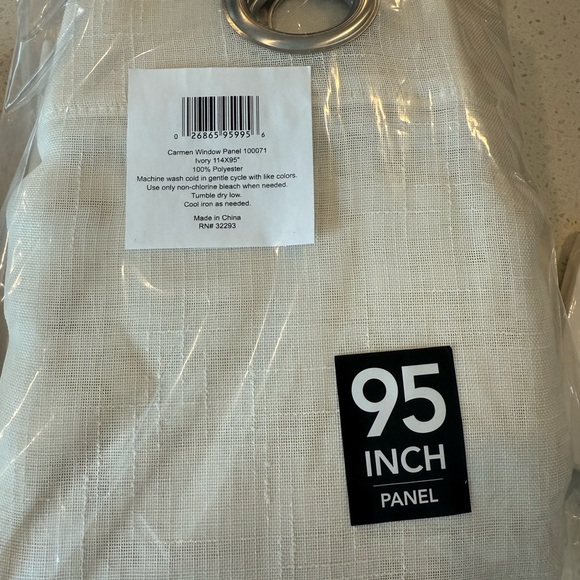 0 26865 95995 6
Carmen Window Panel 100071
Ivory 114X95"
100% Polyester
Machine wash cold in gentle cycle with like colors.
Use only non-chlorine bleach when needed.
Tumble dry low.
Cool iron as needed.
Made in China
RN# 32293
95
INCH
PANEL